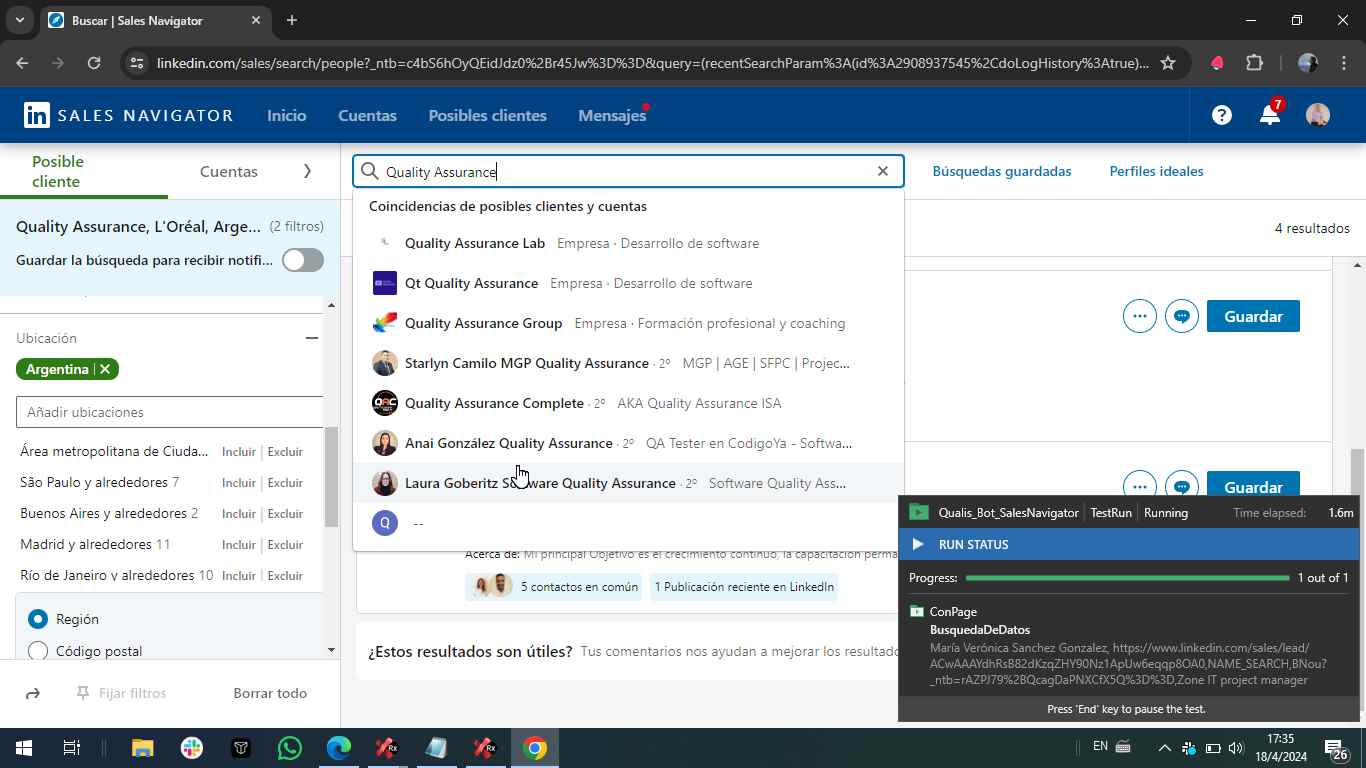 Buscar | Sales Navigator
linkedin.com/sales/search/people?_ntb=c4bS6hOyQEidJdz0%2Br45Jw%3D%3D&query=(recentSearchParam%3A(id%3A2908937545%2CdoLogHistory%3Atrue)...
in SALES NAVIGATOR Inicio Cuentas Posibles clientes Mensajes 7
Posible cliente
Cuentas
Quality Assurance
Búsquedas guardadas
Perfiles ideales
Quality Assurance, L'Oréal, Arge... (2 filtros)
Guardar la búsqueda para recibir notifi...
4 resultados
Ubicación
Argentina
Añadir ubicaciones
Área metropolitana de Ciuda... Incluir Excluir
São Paulo y alrededores 7 Incluir Excluir
Buenos Aires y alrededores 2 Incluir Excluir
Madrid y alrededores 11 Incluir Excluir
Río de Janeiro y alrededores 10 Incluir Excluir
Región
Código postal
Fijar filtros
Borrar todo
Coincidencias de posibles clientes y cuentas
Quality Assurance Lab Empresa · Desarrollo de software
Qt Quality Assurance Empresa · Desarrollo de software
Quality Assurance Group Empresa · Formación profesional y coaching
Starlyn Camilo MGP Quality Assurance · 2º MGP | AGE | SFPC | Projec...
Quality Assurance Complete · 2º AKA Quality Assurance ISA
Anai González Quality Assurance · 2º QA Tester en CodigoYa - Softwa...
Laura Goberitz Software Quality Assurance · 2º Software Quality Ass...
Q --
Guardar
Guardar
Acerca de: Mi principal Objetivo es el crecimiento continuo, la capacitación perma
5 contactos en común
1 Publicación reciente en LinkedIn
¿Estos resultados son útiles? Tus comentarios nos ayudan a mejorar los resultado
Qualis_Bot_SalesNavigator TestRun Running Time elapsed: 1.6m
RUN STATUS
Progress: 1 out of 1
ConPage
BusquedaDeDatos
María Verónica Sanchez Gonzalez, https://www.linkedin.com/sales/lead/
ACwAAAYdhRsB82dKzqZHY90Nz1ApUw6eqqp8OA0,NAME_SEARCH,BNou?
_ntb=rAZPJ79%2BQcagDaPNXCfX5Q%3D%3D,Zone IT project manager
Press 'End' key to pause the test.
EN
17:35
18/4/2024
26